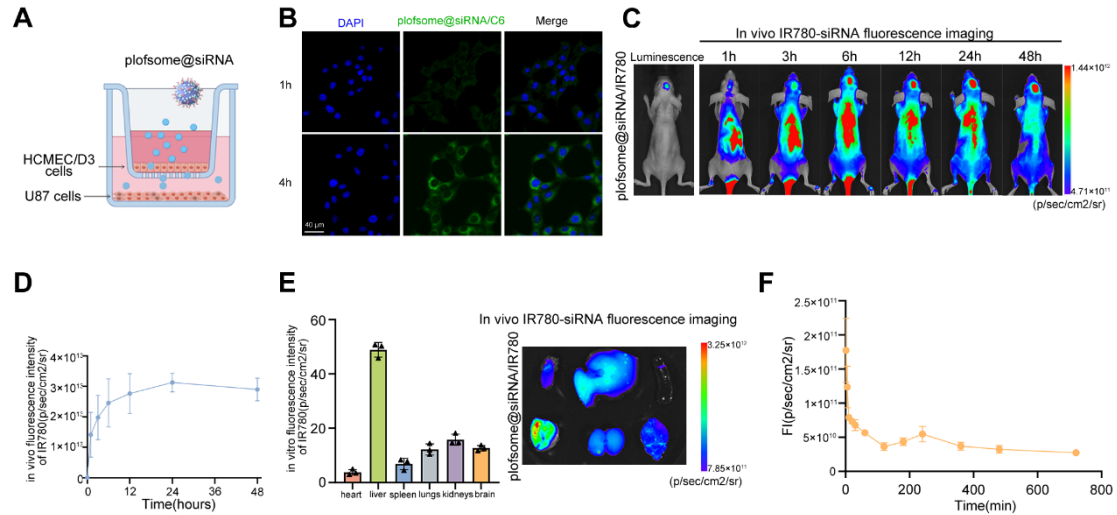 A
plofsome@siRNA
HCMEC/D3
cells
U87 cells
B
DAPI
plofsome@siRNA/C6
Merge
1h
4h
40 μm
C
In vivo IR780-siRNA fluorescence imaging
Luminescence
1h
3h
6h
12h
24h
48h
plofsome@siRNA/IR780
1.44×10¹²
4.71×10¹¹
(p/sec/cm2/sr)
D
in vivo fluorescence intensity
of IR780(p/sec/cm2/sr)
0
1×10¹³
2×10¹³
3×10¹³
4×10¹³
0
12
24
36
48
Time(hours)
E
in vitro fluorescence intensity
of IR780(p/sec/cm2/sr)
0
20
40
60
heart
liver
spleen
lungs
kidneys
brain
In vivo IR780-siRNA fluorescence imaging
plofsome@siRNA/IR780
3.25×10¹²
7.85×10¹¹
(p/sec/cm2/sr)
F
FI(p/sec/cm2/sr)
2.5×10¹¹
2.0×10¹¹
1.5×10¹¹
1.0×10¹¹
5.0×10¹⁰
0
0
200
400
600
800
Time(min)